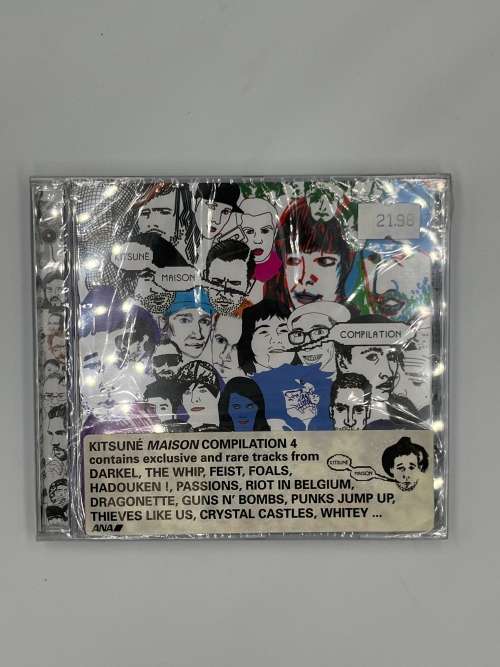 21.98
KITSUNÉ
MAISON
COMPILATION
KITSUNÉ MAISON COMPILATION 4
contains exclusive and rare tracks from
DARKEL, THE WHIP, FEIST, FOALS,
HADOUKEN !, PASSIONS, RIOT IN BELGIUM,
DRAGONETTE, GUNS N' BOMBS, PUNKS JUMP UP,
THIEVES LIKE US, CRYSTAL CASTLES, WHITEY ...
ANA
KITSUNÉ
MAISON